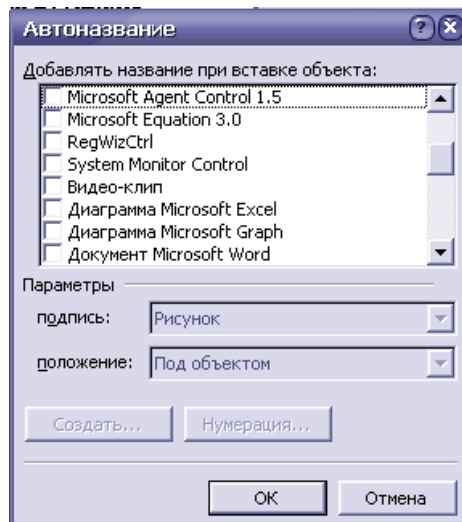 Автоназвание
Добавлять название при вставке объекта:
Microsoft Agent Control 1.5
Microsoft Equation 3.0
RegWizCtrl
System Monitor Control
Видео-клип
Диаграмма Microsoft Excel
Диаграмма Microsoft Graph
Документ Microsoft Word
Параметры
подпись: Рисунок
положение: Под объектом
Создать... Нумерация...
ОК Отмена